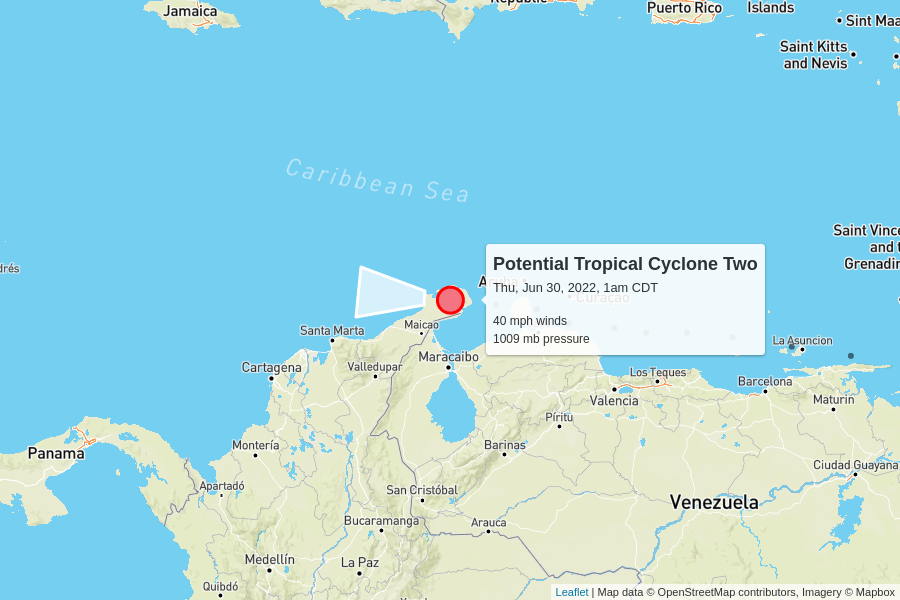 Republic
Jamaica
Puerto Rico
Islands
Sint Maa
Saint Kitts
and Nevis
Caribbean Sea
Saint Vince
and t
Grenadin
drés
Potential Tropical Cyclone Two
Thu, Jun 30, 2022, 1am CDT
Aruba
Curaçao
40 mph winds
1009 mb pressure
Maicao
Santa Marta
La Asuncion
Maracaibo
Cartagena
Valledupar
Los Teques
Barcelona
Valencia
Maturin
Píritu
Montería
Barinas
Panama
Ciudad Guayana
Apartadó
San Cristóbal
Venezuela
Bucaramanga
Arauca
Medellín
La Paz
Quibdó
Leaflet | Map data © OpenStreetMap contributors, Imagery © Mapbox